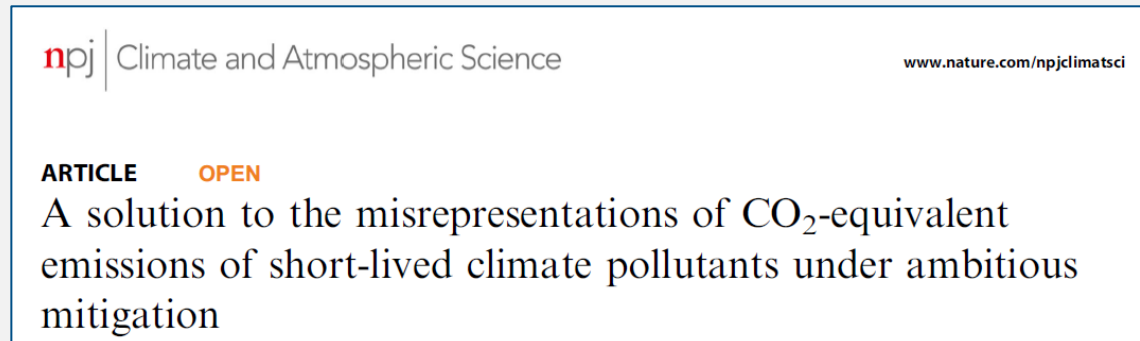 npj | Climate and Atmospheric Science
www.nature.com/npjclimatsci
ARTICLE OPEN
A solution to the misrepresentations of CO₂-equivalent
emissions of short-lived climate pollutants under ambitious
mitigation